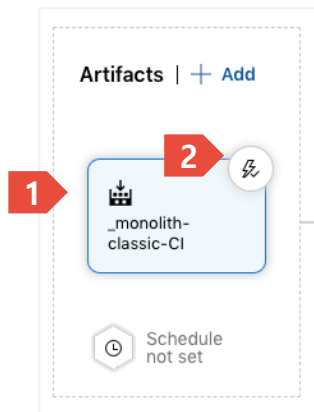 Artifacts | + Add
2
1
_monolith-
classic-CI
Schedule
not set